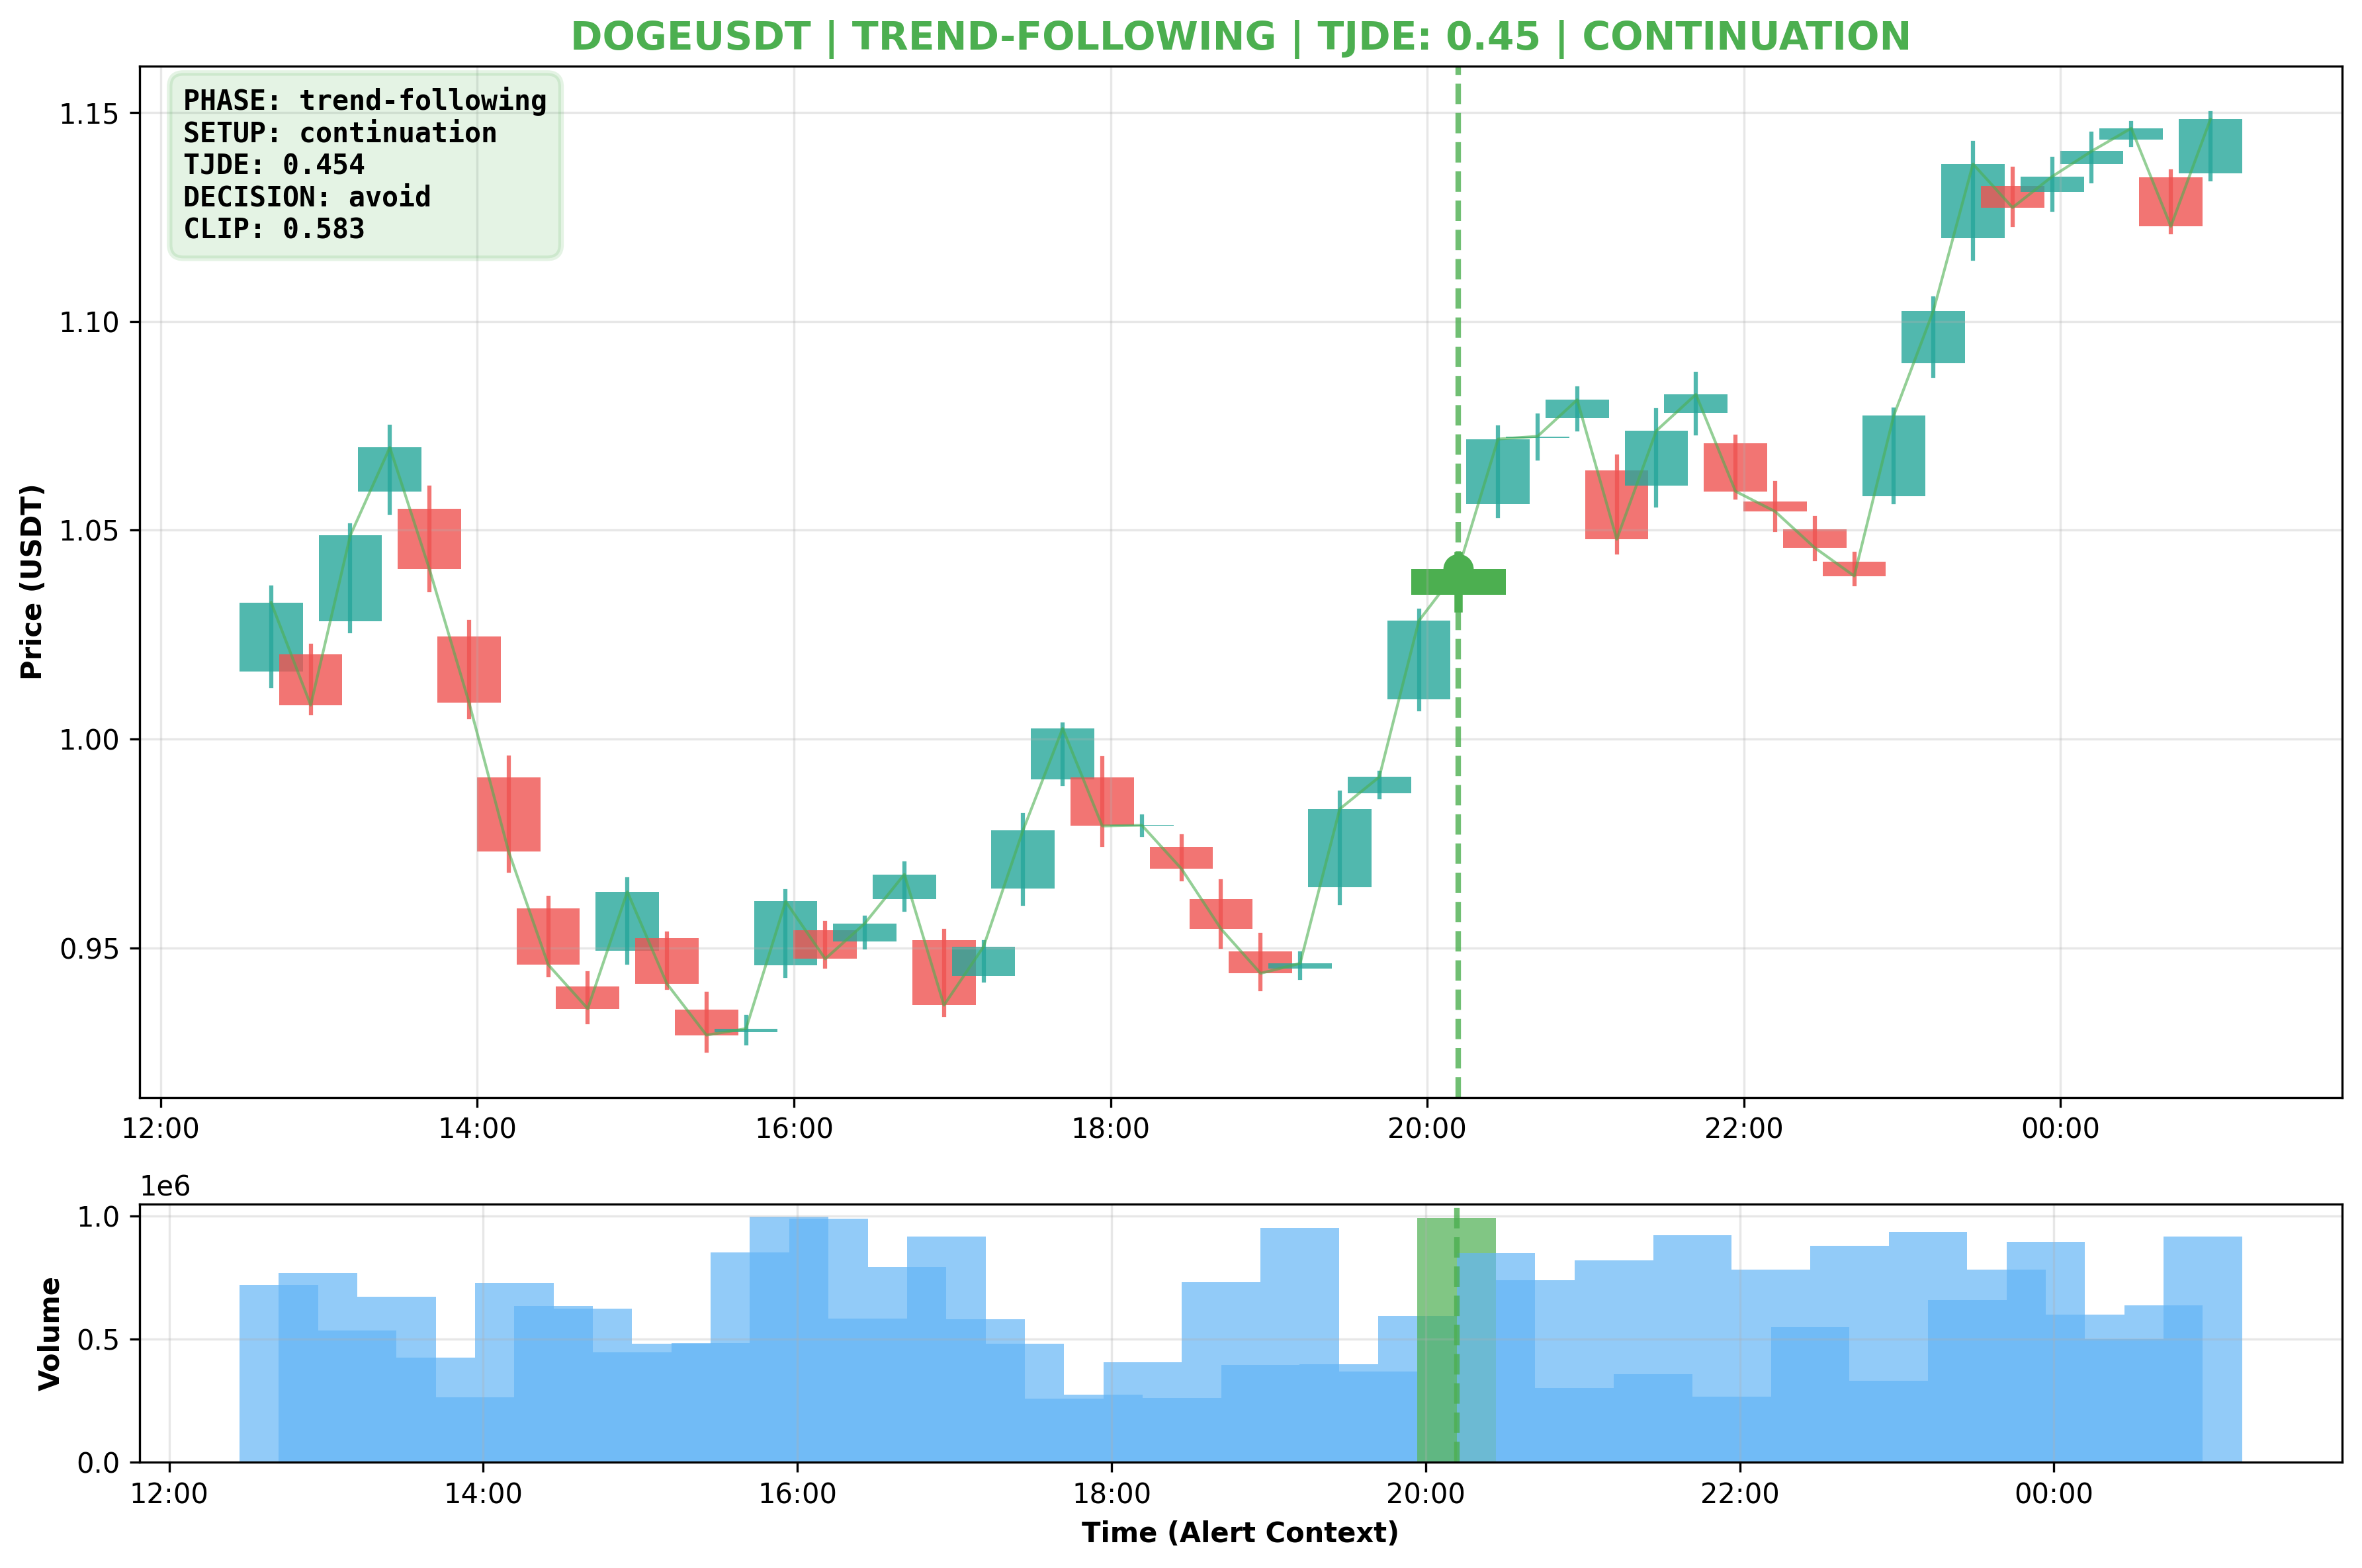 DOGEUSDT | TREND-FOLLOWING | TJDE: 0.45 | CONTINUATION
PHASE: trend-following
SETUP: continuation
TJDE: 0.454
DECISION: avoid
CLIP: 0.583
Price (USDT)
1.15
1.10
1.05
1.00
0.95
12:00 14:00 16:00 18:00 20:00 22:00 00:00
1e6
Volume
1.0
0.5
0.0
12:00 14:00 16:00 18:00 20:00 22:00 00:00
Time (Alert Context)